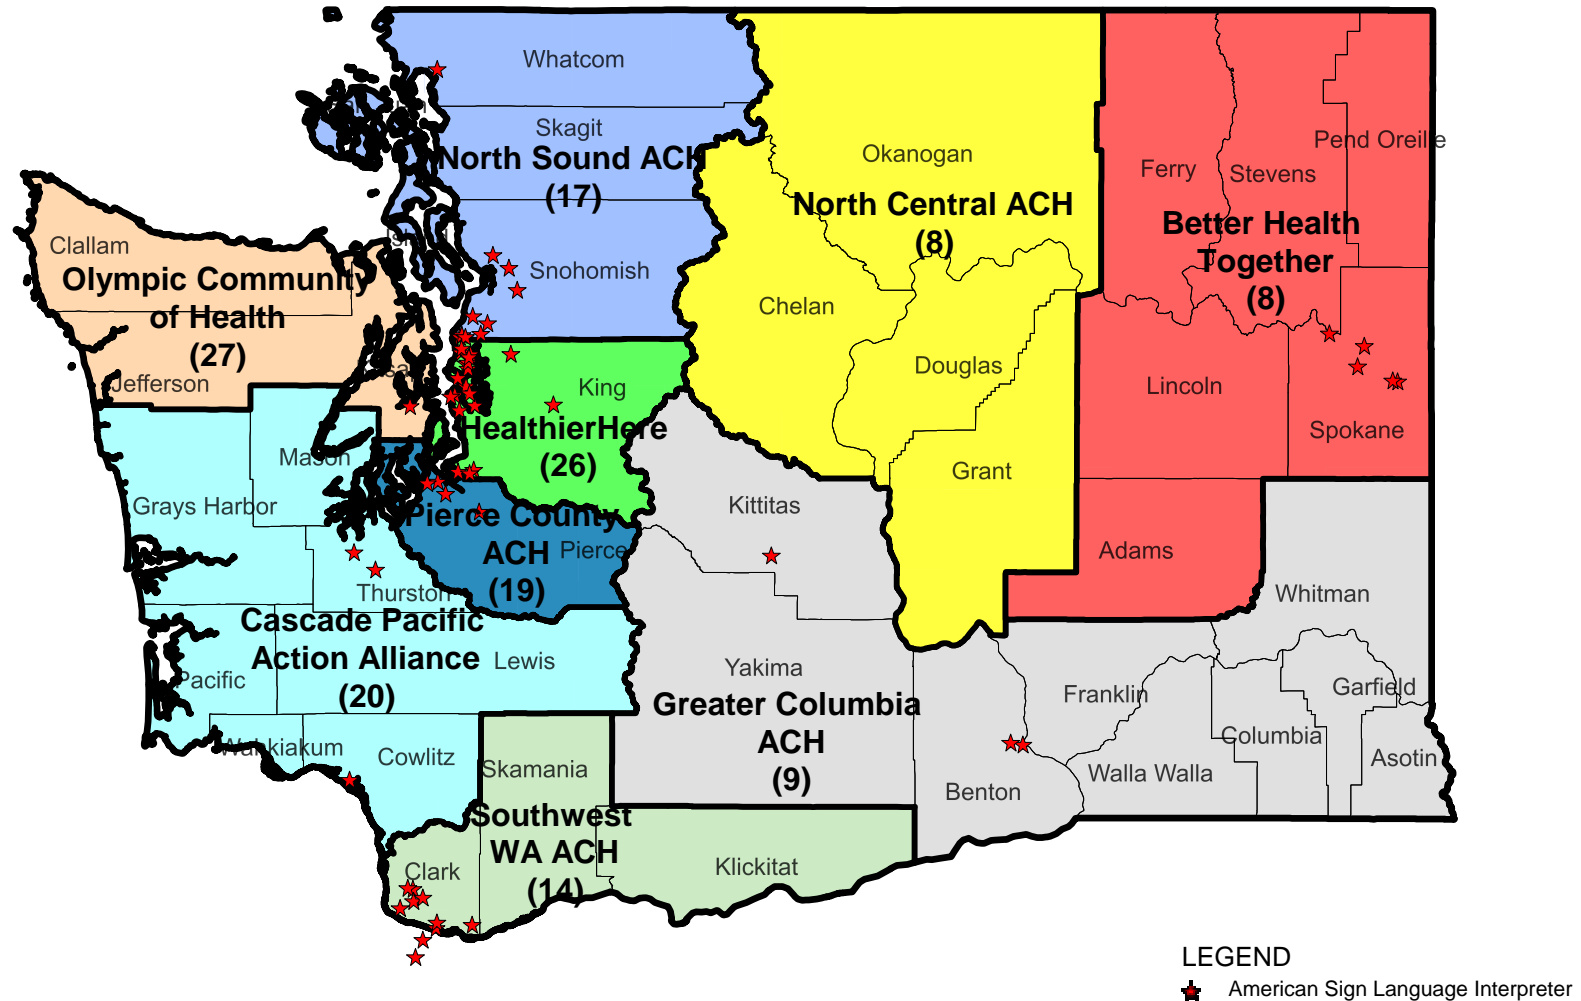 Whatcom
Skagit
North Sound ACH
(17)
Snohomish
Okanogan
North Central ACH
(8)
Chelan
Douglas
Grant
Ferry
Stevens
Pend Oreille
Better Health
Together
(8)
Lincoln
Spokane
Adams
Clallam
Olympic Community
of Health
(27)
Jefferson
King
HealthierHere
(26)
Mason
Grays Harbor
Pierce County
ACH
Pierce
(19)
Thurston
Cascade Pacific
Action Alliance
(20)
Lewis
Pacific
Wahkiakum
Cowlitz
Kittitas
Yakima
Greater Columbia
ACH
(9)
Benton
Franklin
Walla Walla
Columbia
Whitman
Garfield
Asotin
Skamania
Southwest
WA ACH
(14)
Clark
Klickitat
LEGEND
American Sign Language Interpreter